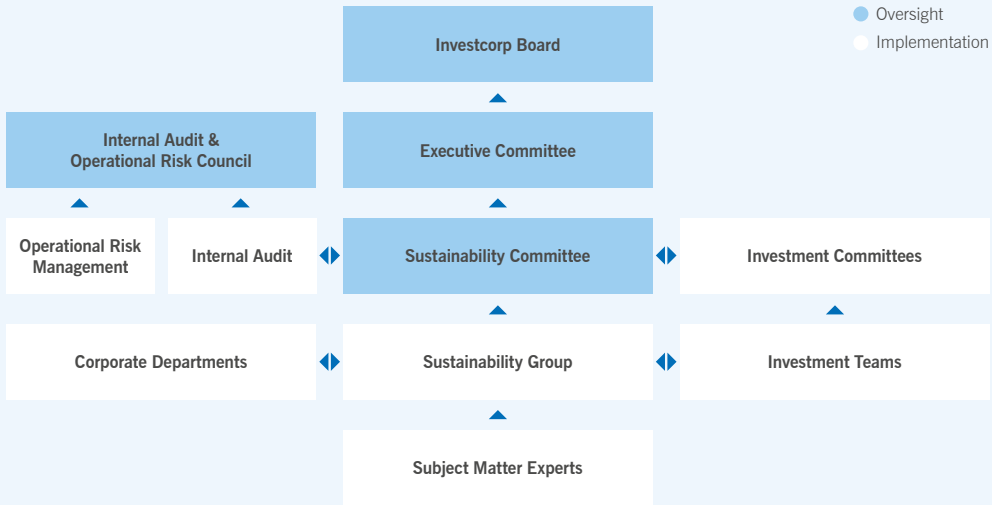 Oversight
Implementation
Investcorp Board
Internal Audit &
Operational Risk Council
Executive Committee
Operational Risk
Management
Internal Audit
Sustainability Committee
Investment Committees
Corporate Departments
Sustainability Group
Investment Teams
Subject Matter Experts